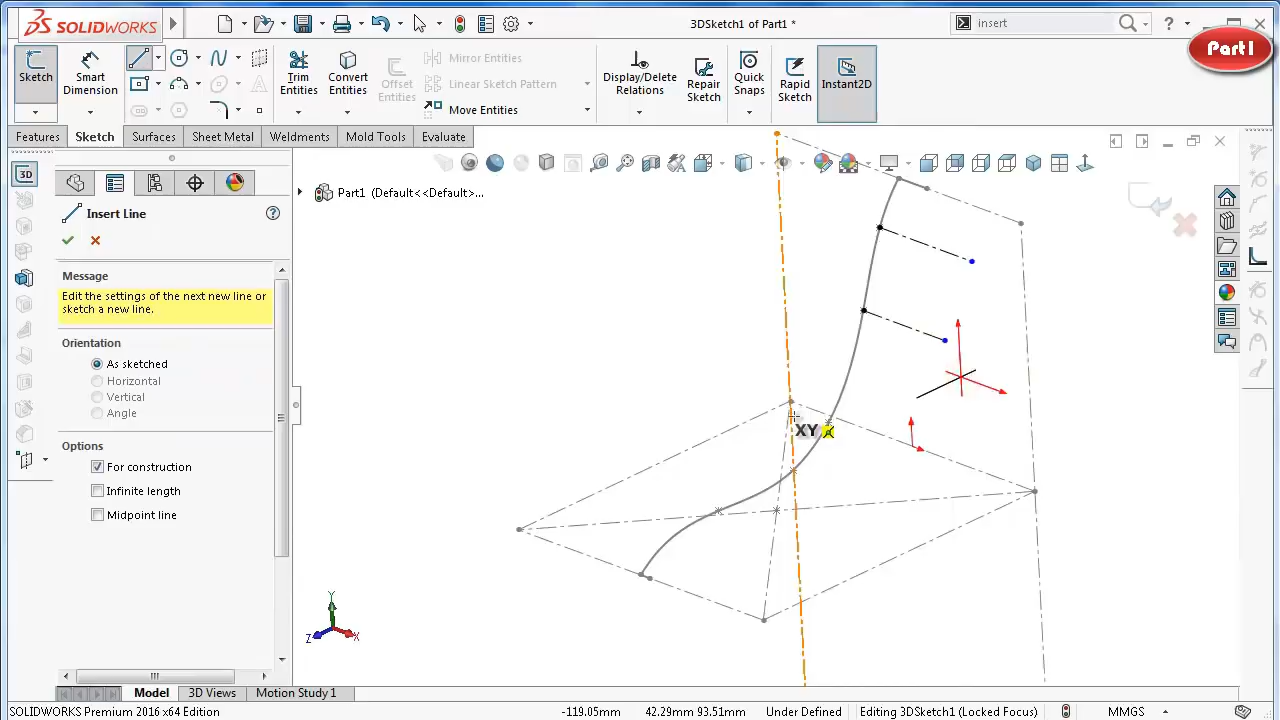 SOLIDWORKS
3DSketch1 of Part1 *
insert
?
Part1
Sketch
Smart Dimension
Trim Entities
Convert Entities
Offset Entities
Mirror Entities
Linear Sketch Pattern
Move Entities
Display/Delete Relations
Repair Sketch
Quick Snaps
Rapid Sketch
Instant2D
Features
Sketch
Surfaces
Sheet Metal
Weldments
Mold Tools
Evaluate
3D
Part1 (Default<<Default>...
Insert Line
?
Message
Edit the settings of the next new line or
sketch a new line.
Orientation
As sketched
Horizontal
Vertical
Angle
Options
For construction
Infinite length
Midpoint line
XY
Y
Z
X
Model
3D Views
Motion Study 1
SOLIDWORKS Premium 2016 x64 Edition
-119.05mm
42.29mm 93.51mm
Under Defined
Editing 3DSketch1 (Locked Focus)
MMGS